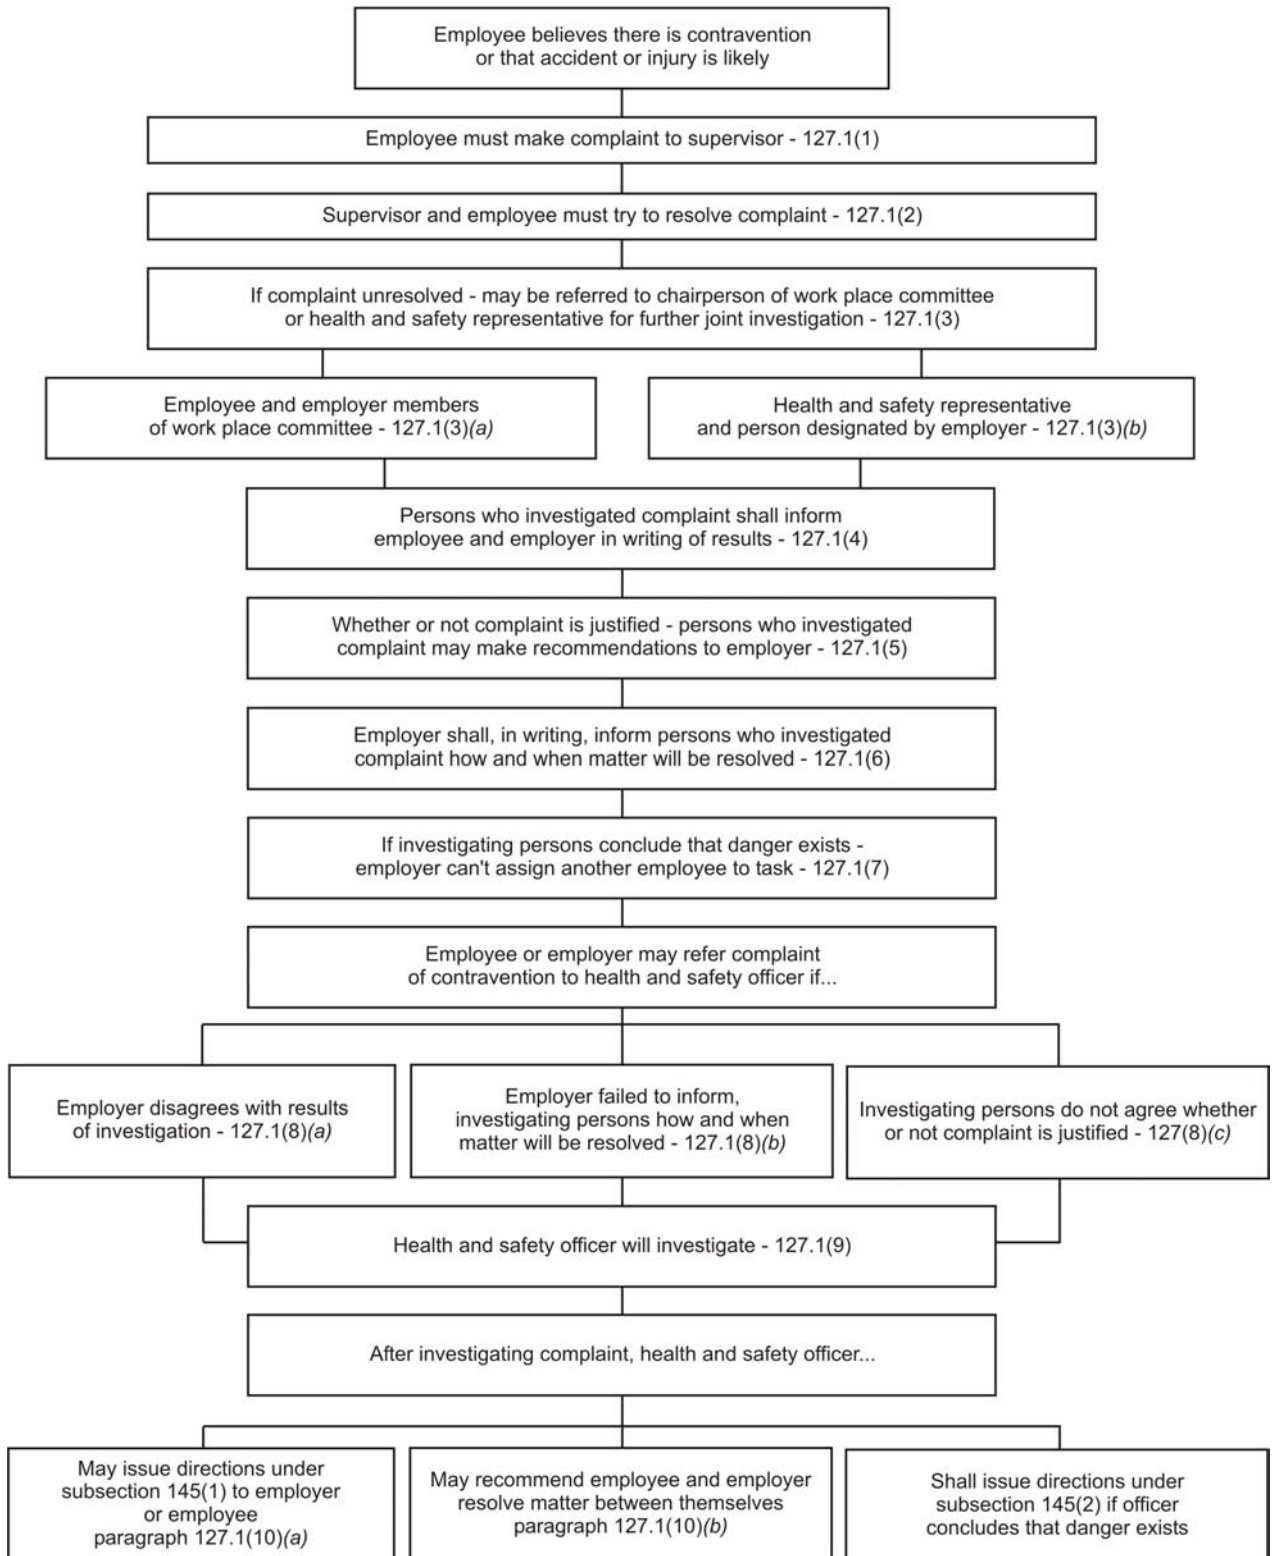 Employee believes there is contravention
or that accident or injury is likely
Employee must make complaint to supervisor - 127.1(1)
Supervisor and employee must try to resolve complaint - 127.1(2)
If complaint unresolved - may be referred to chairperson of work place committee
or health and safety representative for further joint investigation - 127.1(3)
Employee and employer members
of work place committee - 127.1(3)(a)
Health and safety representative
and person designated by employer - 127.1(3)(b)
Persons who investigated complaint shall inform
employee and employer in writing of results - 127.1(4)
Whether or not complaint is justified - persons who investigated
complaint may make recommendations to employer - 127.1(5)
Employer shall, in writing, inform persons who investigated
complaint how and when matter will be resolved - 127.1(6)
If investigating persons conclude that danger exists -
employer can't assign another employee to task - 127.1(7)
Employee or employer may refer complaint
of contravention to health and safety officer if...
Employer disagrees with results
of investigation - 127.1(8)(a)
Employer failed to inform,
investigating persons how and when
matter will be resolved - 127.1(8)(b)
Investigating persons do not agree whether
or not complaint is justified - 127(8)(c)
Health and safety officer will investigate - 127.1(9)
After investigating complaint, health and safety officer...
May issue directions under
subsection 145(1) to employer
or employee
paragraph 127.1(10)(a)
May recommend employee and employer
resolve matter between themselves
paragraph 127.1(10)(b)
Shall issue directions under
subsection 145(2) if officer
concludes that danger exists